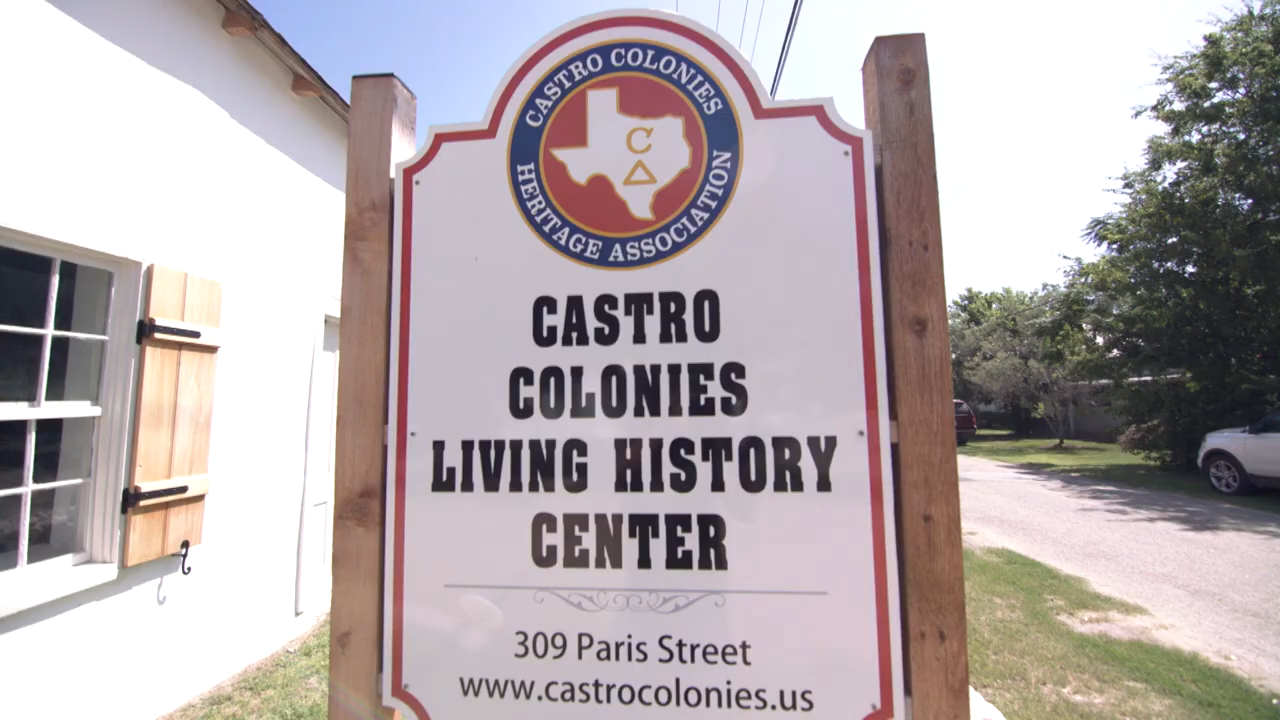 CASTRO COLONIES
HERITAGE ASSOCIATION
C
CASTRO
COLONIES
LIVING HISTORY
CENTER
309 Paris Street
www.castrocolonies.us